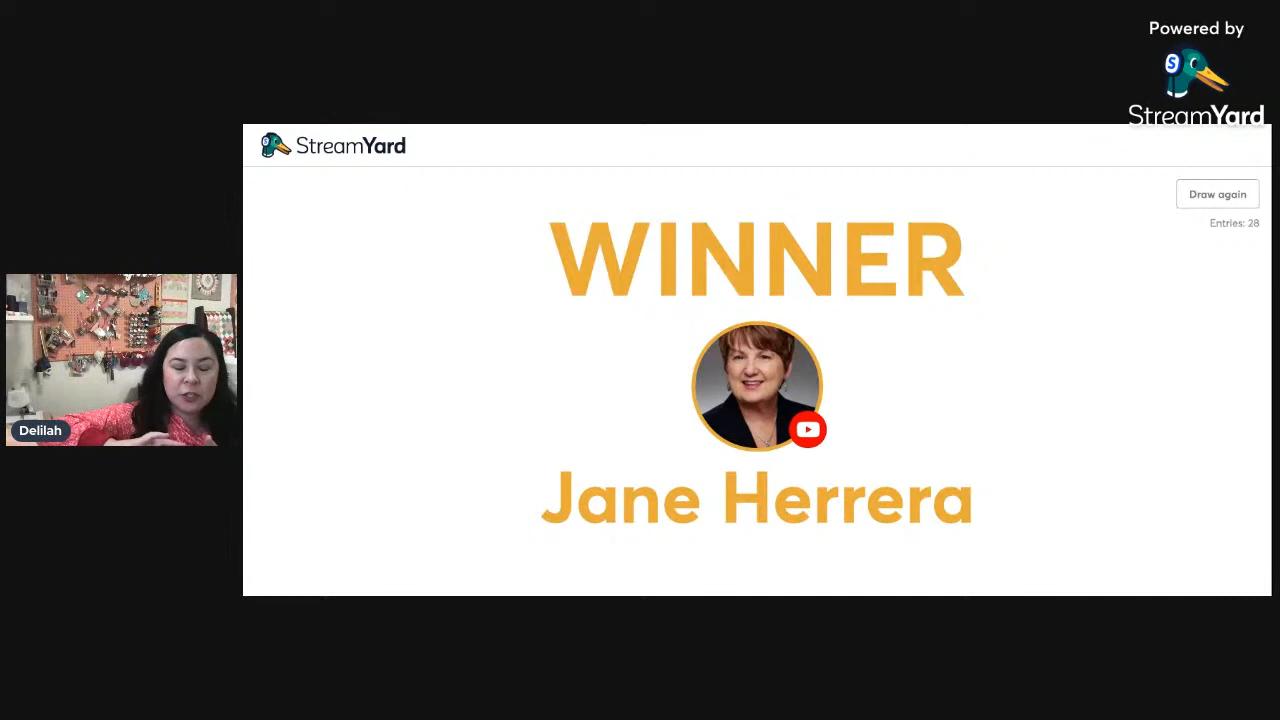 Powered by
StreamYard
StreamYard
Draw again
Entries: 28
WINNER
Jane Herrera
Delilah